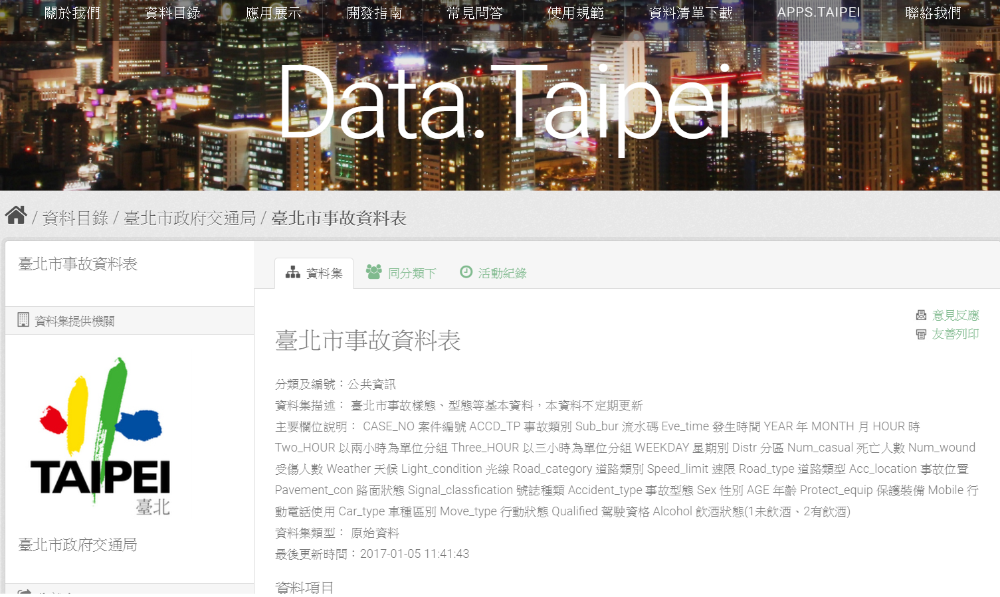 關於我們 資料目錄 應用展示 開發指南 常見問答 使用規範 資料清單下載 APPS.TAIPEI 聯絡我們
Data.Taipei
/ 資料目錄 / 臺北市政府交通局 / 臺北市事故資料表
臺北市事故資料表
資料集提供機關
TAIPEI
臺北
臺北市政府交通局
資料集 同分類下 活動紀錄
意見反應
友善列印
臺北市事故資料表
分類及編號：公共資訊
資料集描述： 臺北市事故樣態、型態等基本資料，本資料不定期更新
主要欄位說明： CASE_NO 案件編號 ACCD_TP 事故類別 Sub_bur 流水碼 Eve_time 發生時間 YEAR 年 MONTH 月 HOUR 時
Two_HOUR 以兩小時為單位分組 Three_HOUR 以三小時為單位分組 WEEKDAY 星期別 Distr 分區 Num_casual 死亡人數 Num_wound
受傷人數 Weather 天候 Light_condition 光線 Road_category 道路類別 Speed_limit 速限 Road_type 道路類型 Acc_location 事故位置
Pavement_con 路面狀態 Signal_classfication 號誌種類 Accident_type 事故型態 Sex 性別 AGE 年齡 Protect_equip 保護裝備 Mobile 行
動電話使用 Car_type 車種區別 Move_type 行動狀態 Qualified 駕駛資格 Alcohol 飲酒狀態(1未飲酒、2有飲酒)
資料集類型： 原始資料
最後更新時間：2017-01-05 11:41:43
資料項目